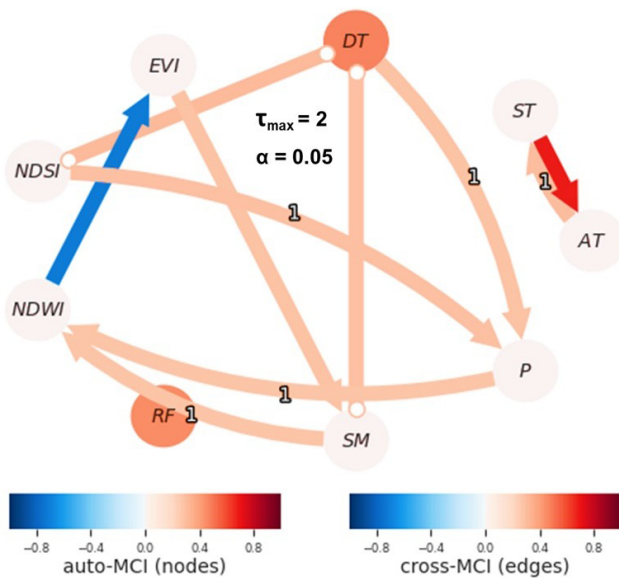 DT
EVI
ST
τmax = 2
α = 0.05
NDSI
1
1
1
AT
NDWI
P
1
RF
1
SM
−0.8 −0.4 0.0 0.4 0.8
auto-MCI (nodes)
−0.8 −0.4 0.0 0.4 0.8
cross-MCI (edges)